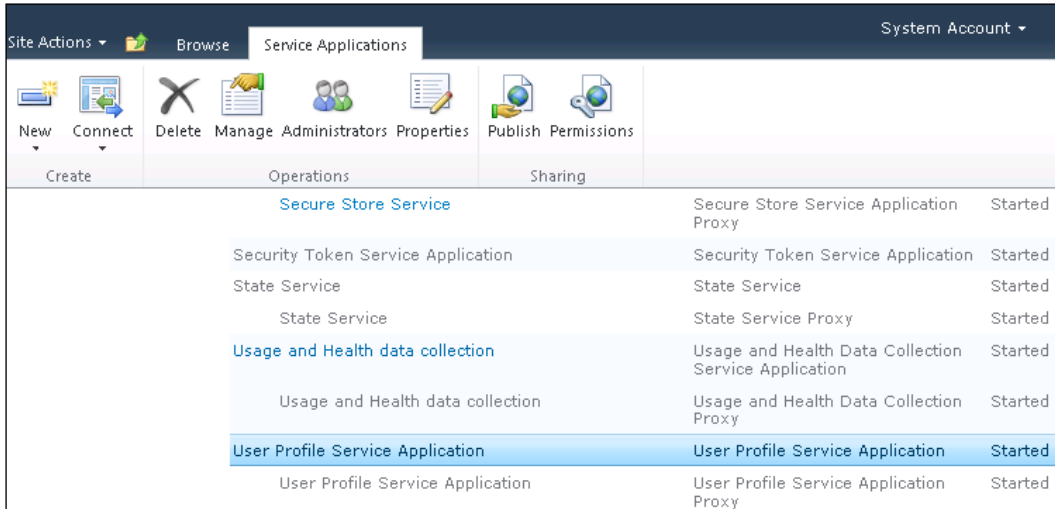 System Account
Site Actions Browse Service Applications
New Connect Delete Manage Administrators Properties Publish Permissions
Create Operations Sharing
Secure Store Service Secure Store Service Application Started
Proxy
Security Token Service Application Security Token Service Application Started
State Service State Service Started
State Service State Service Proxy Started
Usage and Health data collection Usage and Health Data Collection Started
Service Application
Usage and Health data collection Usage and Health Data Collection Started
Proxy
User Profile Service Application User Profile Service Application Started
User Profile Service Application User Profile Service Application Started
Proxy